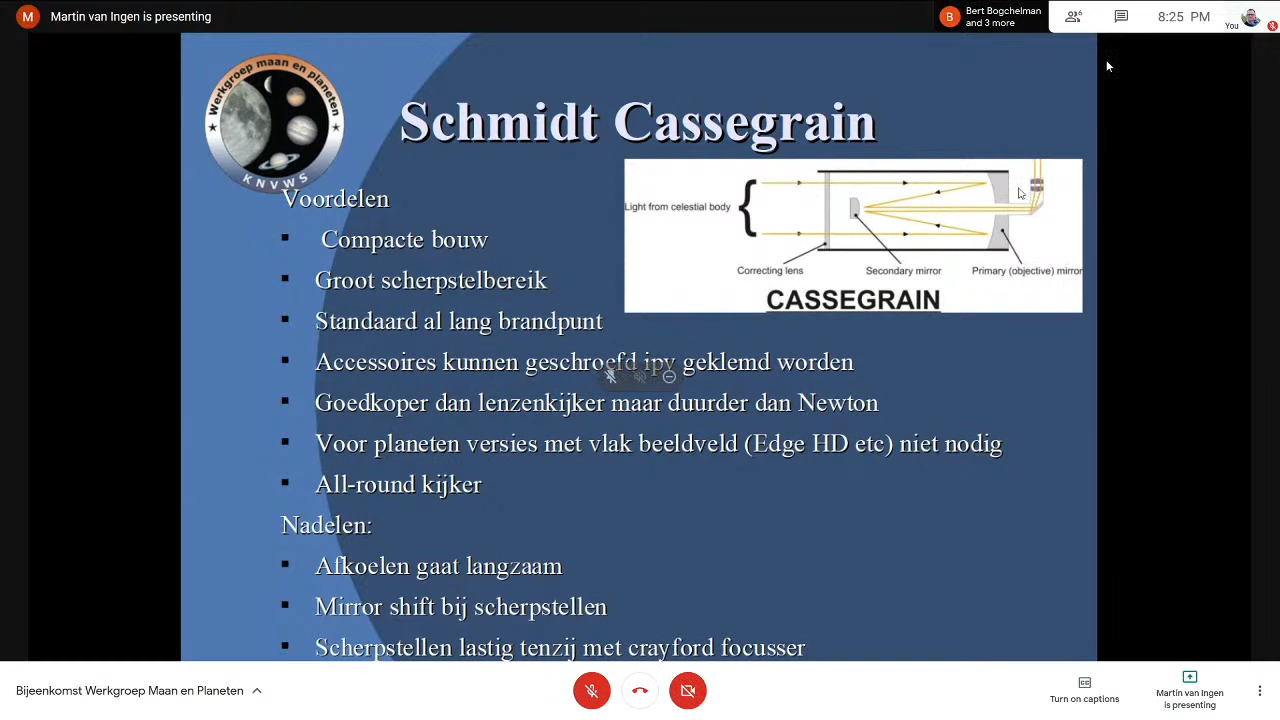 M Martin van Ingen is presenting
B Bert Bogchelman
and 3 more
6
8:25 PM
You
Werkgroep maan en planeten
KNVWS
Schmidt Cassegrain
Light from celestial body
Correcting lens
Secondary mirror
Primary (objective) mirror
CASSEGRAIN
Voordelen
Compacte bouw
Groot scherpstelbereik
Standaard al lang brandpunt
Accessoires kunnen geschroefd ipv geklemd worden
Goedkoper dan lenzenkijker maar duurder dan Newton
Voor planeten versies met vlak beeldveld (Edge HD etc) niet nodig
All-round kijker
Nadelen:
Afkoelen gaat langzaam
Mirror shift bij scherpstellen
Scherpstellen lastig tenzij met crayford focusser
Bijeenkomst Werkgroep Maan en Planeten
CC
Turn on captions
Martin van Ingen
is presenting